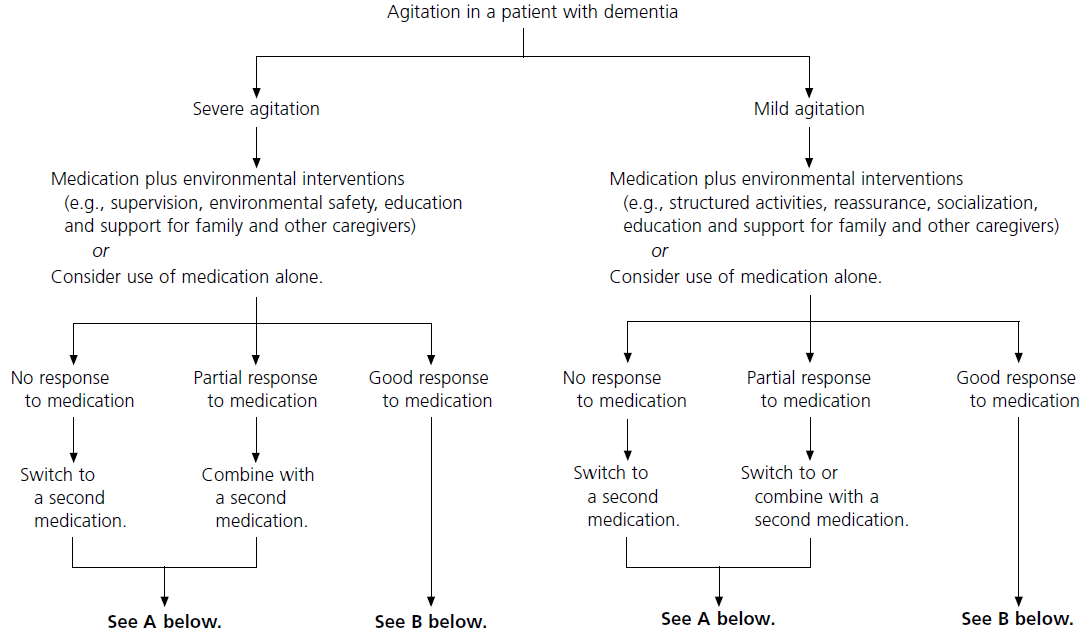 Agitation in a patient with dementia
Severe agitation
Medication plus environmental interventions
(e.g., supervision, environmental safety, education
and support for family and other caregivers)
or
Consider use of medication alone.
No response
to medication
Partial response
to medication
Good response
to medication
Switch to
a second
medication.
Combine with
a second
medication.
See A below.
See B below.
Mild agitation
Medication plus environmental interventions
(e.g., structured activities, reassurance, socialization,
education and support for family and other caregivers)
or
Consider use of medication alone.
No response
to medication
Partial response
to medication
Good response
to medication
Switch to
a second
medication.
Switch to or
combine with a
second medication.
See A below.
See B below.